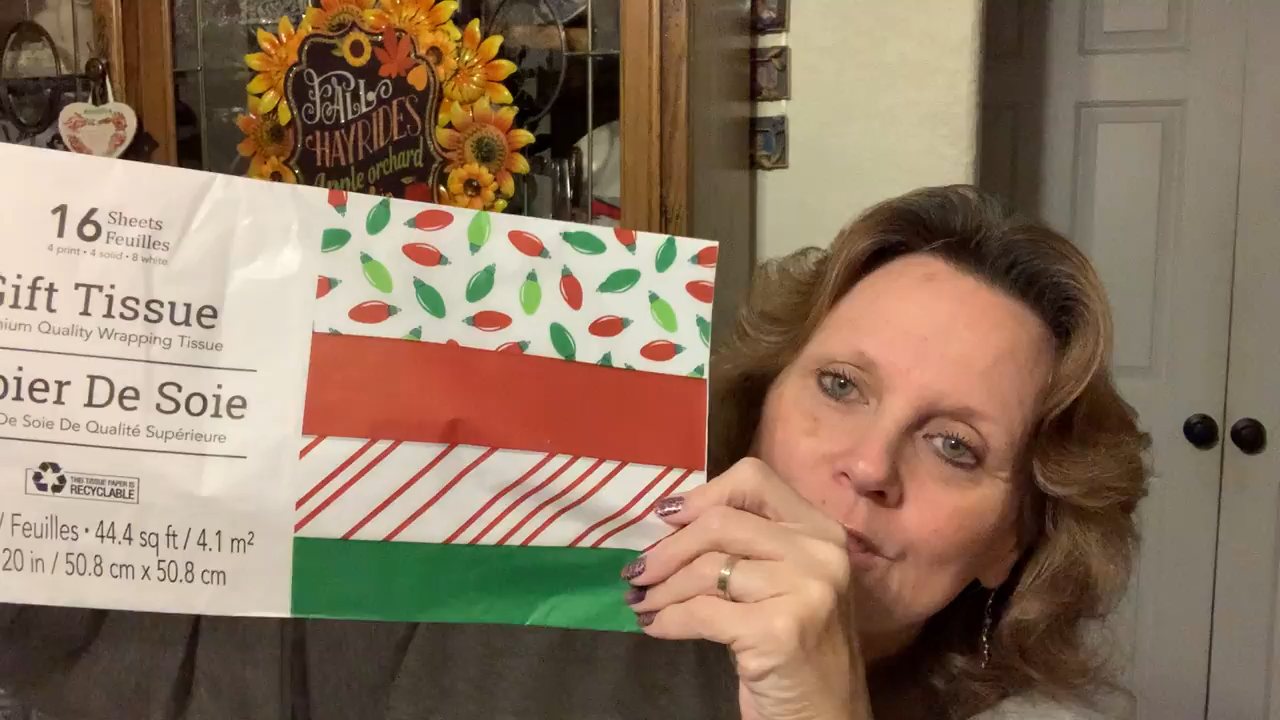 FALL
HAYRIDES
Apple orchard
16 Sheets
Feuilles
4 print • 4 solid • 8 white
Gift Tissue
Premium Quality Wrapping Tissue
Papier De Soie
De Soie De Qualité Supérieure
THIS TISSUE PAPER IS
RECYCLABLE
/ Feuilles • 44.4 sq ft / 4.1 m²
20 in / 50.8 cm x 50.8 cm